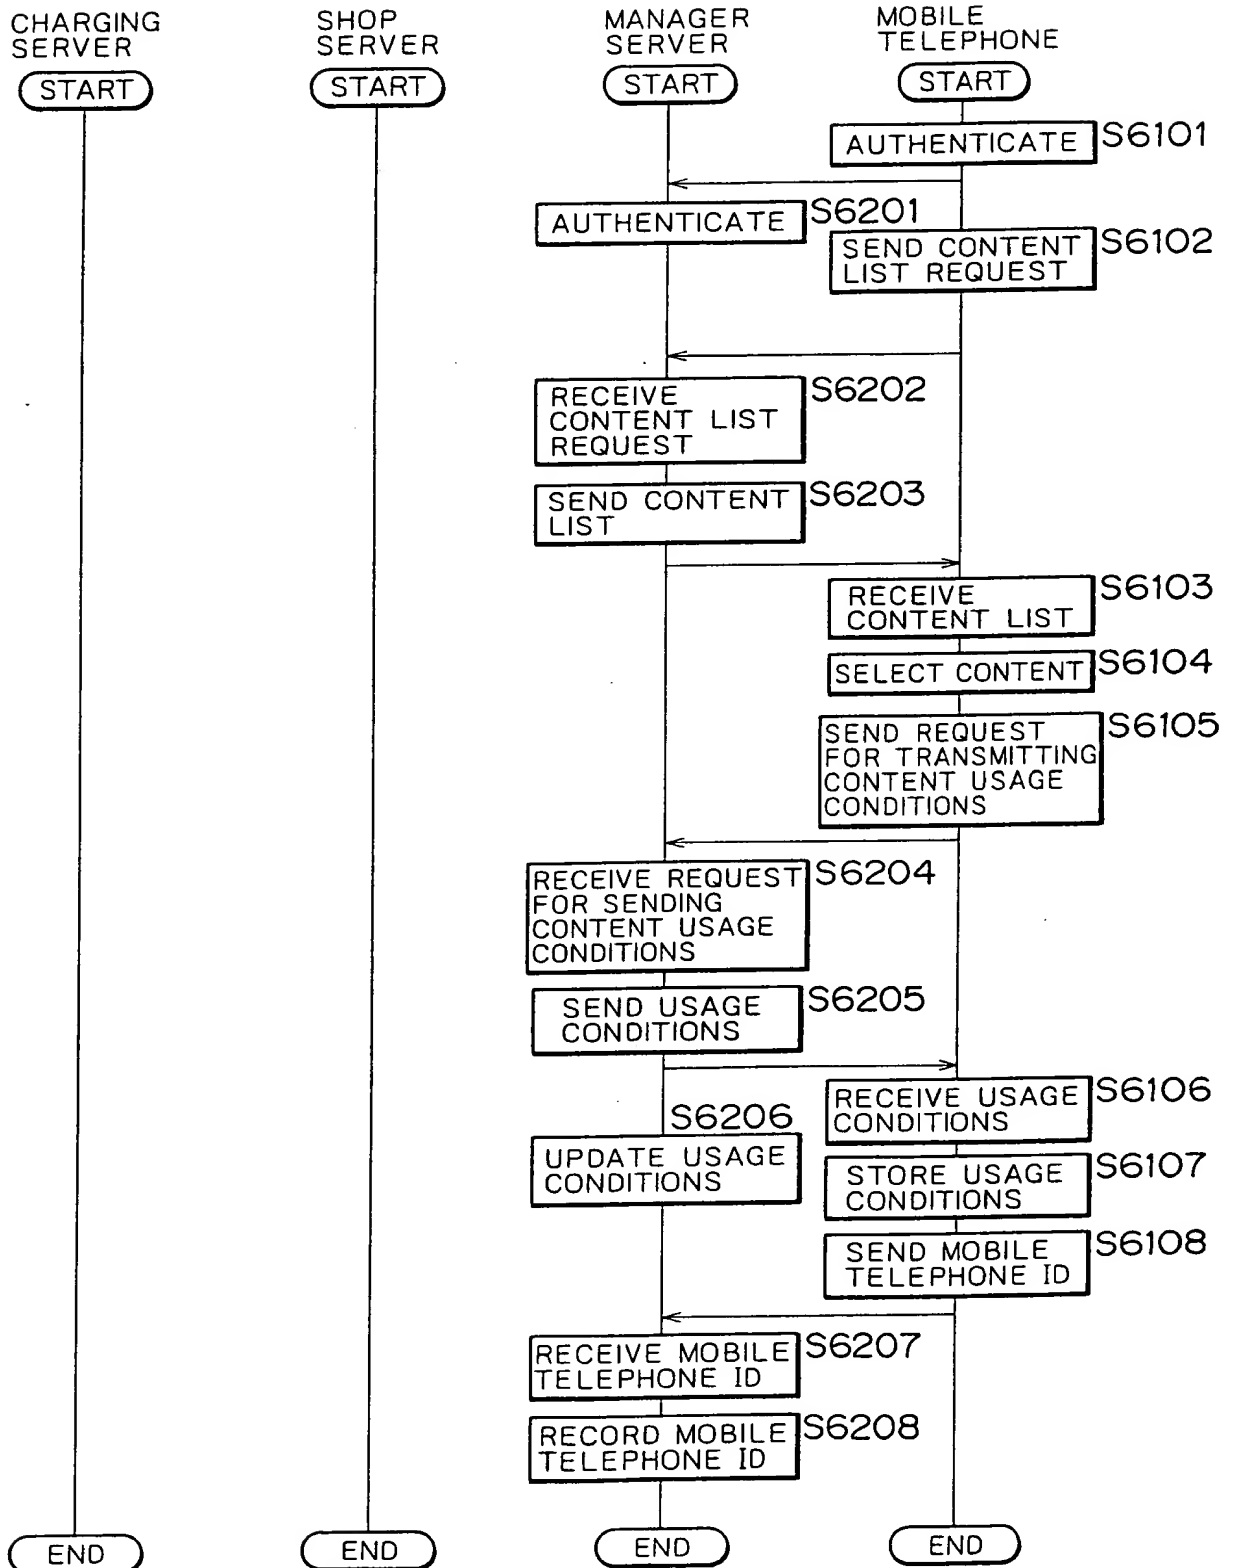 CHARGING
SERVER
SHOP
SERVER
MANAGER
SERVER
MOBILE
TELEPHONE
START
START
START
START
AUTHENTICATE
S6101
AUTHENTICATE
S6201
SEND CONTENT
LIST REQUEST
S6102
RECEIVE
CONTENT LIST
REQUEST
S6202
SEND CONTENT
LIST
S6203
RECEIVE
CONTENT LIST
S6103
SELECT CONTENT
S6104
SEND REQUEST
FOR TRANSMITTING
CONTENT USAGE
CONDITIONS
S6105
RECEIVE REQUEST
FOR SENDING
CONTENT USAGE
CONDITIONS
S6204
SEND USAGE
CONDITIONS
S6205
RECEIVE USAGE
CONDITIONS
S6106
S6206
UPDATE USAGE
CONDITIONS
STORE USAGE
CONDITIONS
S6107
SEND MOBILE
TELEPHONE ID
S6108
RECEIVE MOBILE
TELEPHONE ID
S6207
RECORD MOBILE
TELEPHONE ID
S6208
END
END
END
END